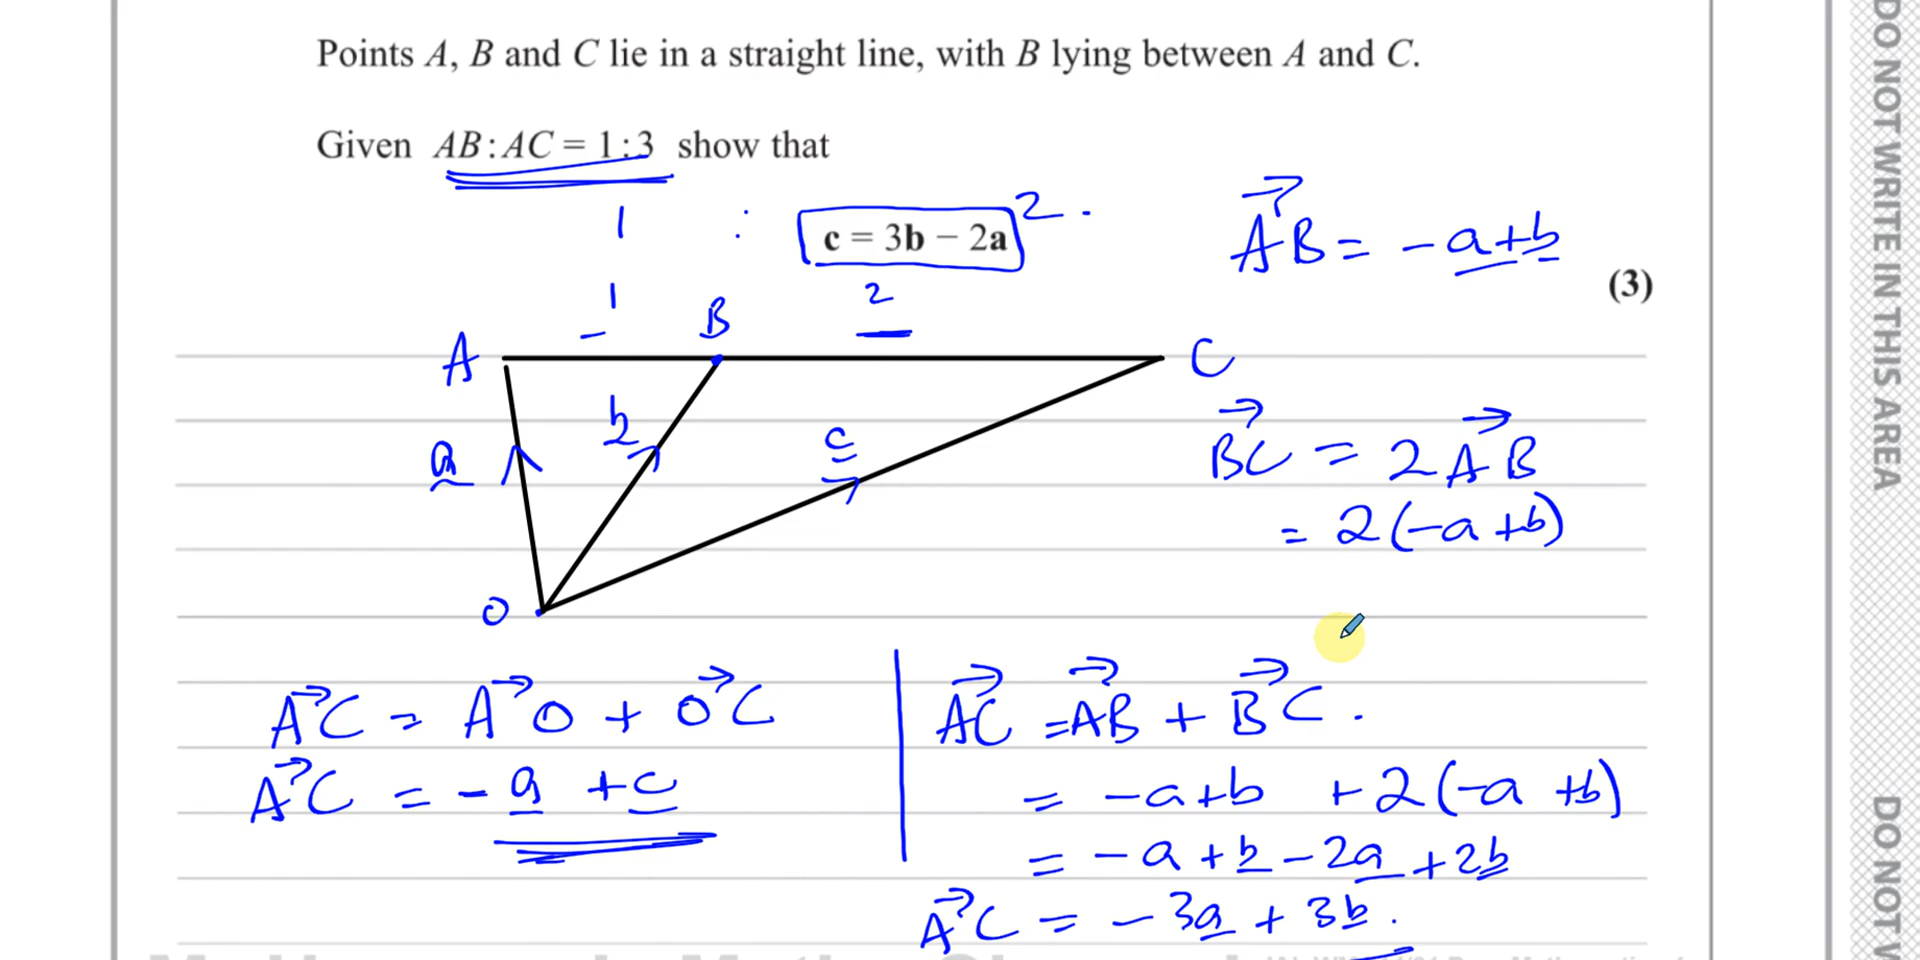 Points A, B and C lie in a straight line, with B lying between A and C.
Given AB : AC = 1 : 3 show that
1 : 2 .
c = 3b − 2a
AB = -a+b
(3)
1 2
A B C
a b c
O
BC = 2AB
= 2(-a+b)
AC = AO + OC
AC = -a + c
AC = AB + BC .
= -a+b +2(-a +b)
= -a+b-2a+2b
AC = -3a + 3b .
DO NOT WRITE IN THIS AREA
DO NOT W